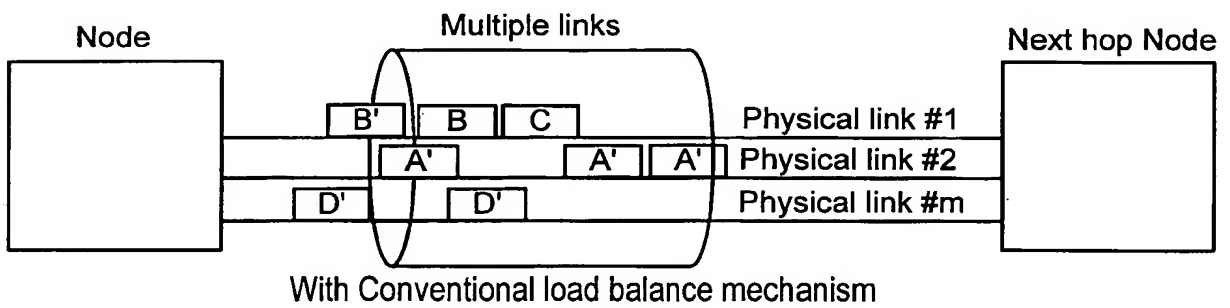 Node
Multiple links
Next hop Node
B' B C
Physical link #1
A' A' A'
Physical link #2
D' D'
Physical link #m
With Conventional load balance mechanism